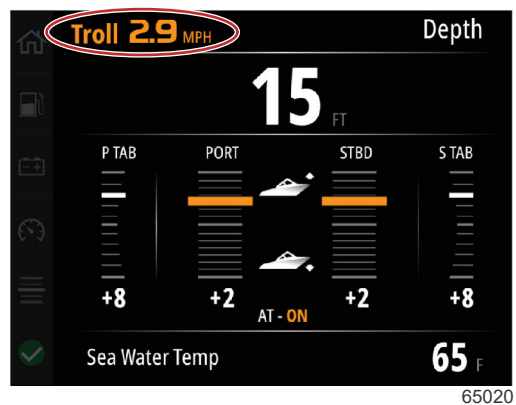 Troll 2.9 MPH Depth
15 FT
P TAB PORT STBD S TAB
+8 +2 +2 +8
AT - ON
Sea Water Temp 65 F
65020